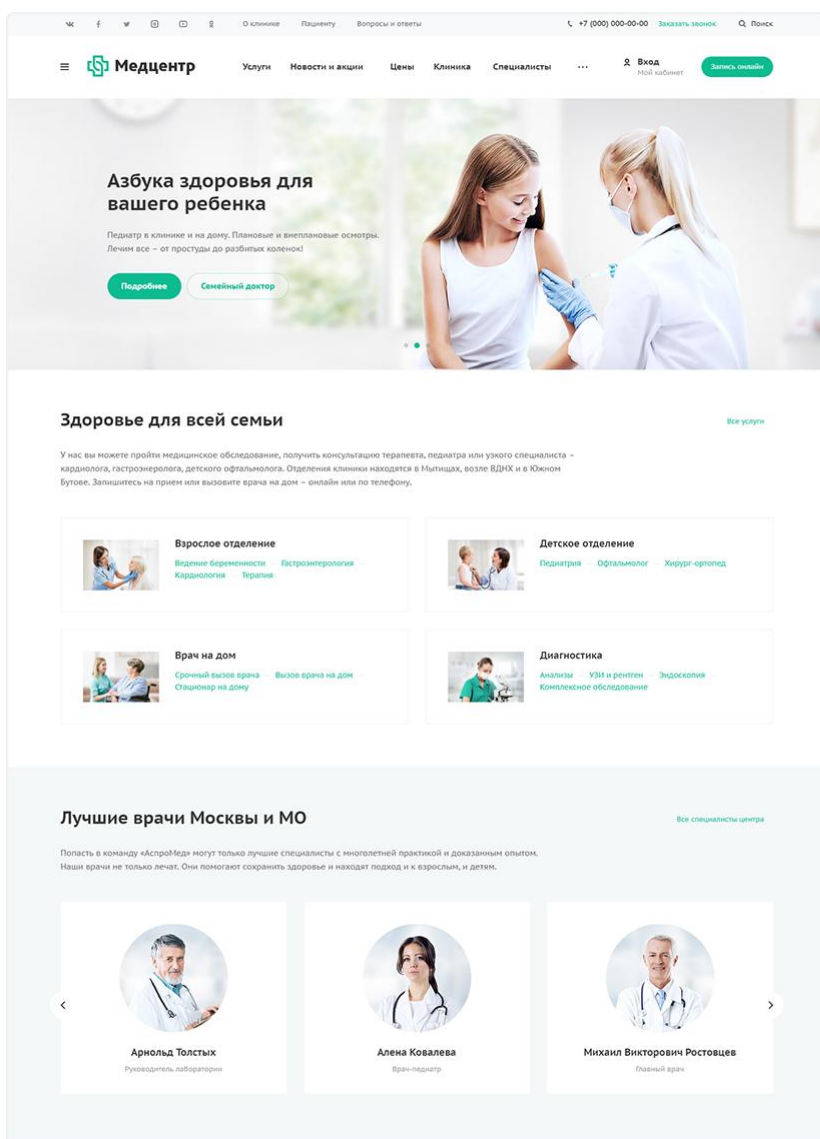 О клинике Пациенту Вопросы и ответы +7 (000) 000-00-00 Заказать звонок Поиск
Медцентр Услуги Новости и акции Цены Клиника Специалисты ... Вход
Мой кабинет
Запись онлайн
Азбука здоровья для
вашего ребенка
Педиатр в клинике и на дому. Плановые и внеплановые осмотры.
Лечим все – от простуды до разбитых коленок!
Подробнее Семейный доктор
Здоровье для всей семьи Все услуги
У нас вы можете пройти медицинское обследование, получить консультацию терапевта, педиатра или узкого специалиста –
кардиолога, гастроэнеролога, детского офтальмолога. Отделения клиники находятся в Мытищах, возле ВДНХ и в Южном
Бутове. Запишитесь на прием или вызовите врача на дом – онлайн или по телефону.
Взрослое отделение
Ведение беременности Гастроэнтерология
Кардиология Терапия
Детское отделение
Педиатрия Офтальмолог Хирург-ортопед
Врач на дом
Срочный вызов врача Вызов врача на дом
Стационар на дому
Диагностика
Анализы УЗИ и рентген Эндоскопия
Комплексное обследование
Лучшие врачи Москвы и МО Все специалисты центра
Попасть в команду «АспроМед» могут только лучшие специалисты с многолетней практикой и доказанным опытом.
Наши врачи не только лечат. Они помогают сохранить здоровье и находят подход и к взрослым, и детям.
Арнольд Толстых
Руководитель лаборатории
Алена Ковалева
Врач-педиатр
Михаил Викторович Ростовцев
Главный врач